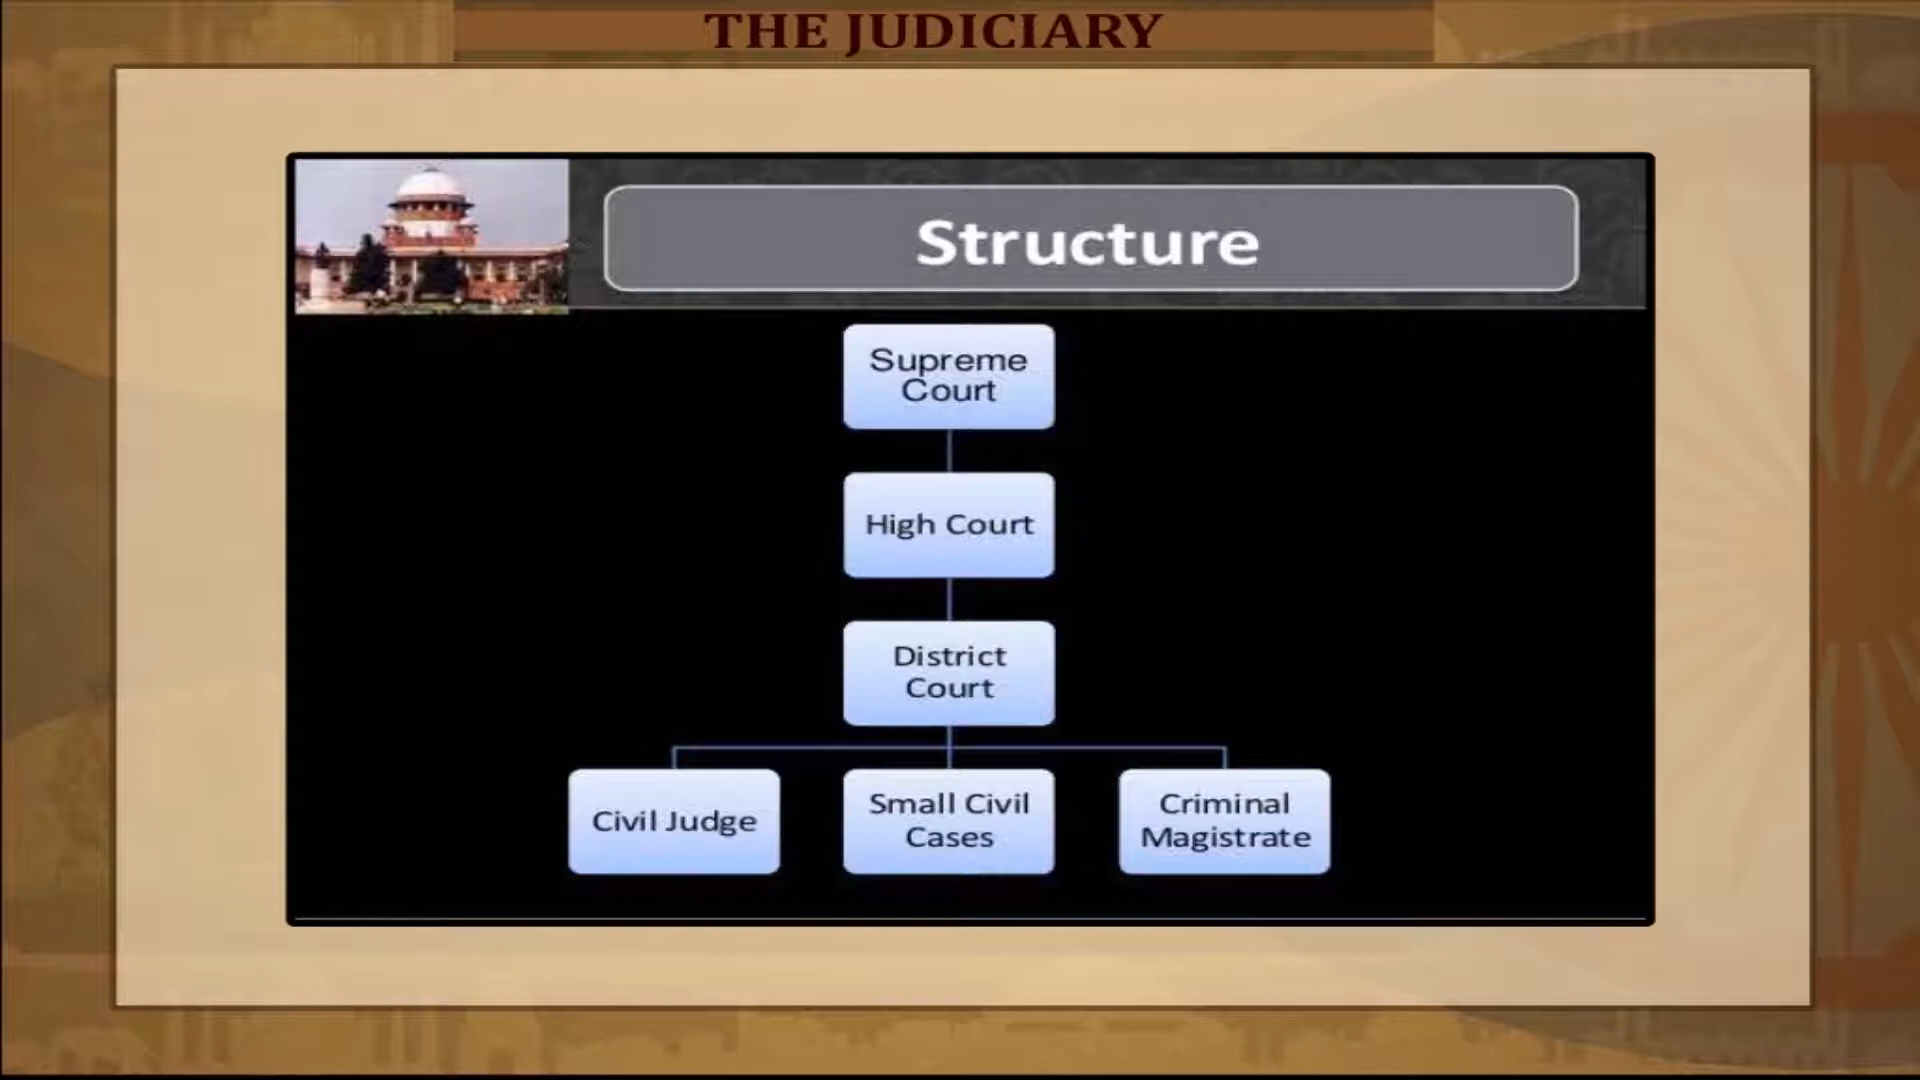 THE JUDICIARY
Structure
Supreme
Court
High Court
District
Court
Civil Judge
Small Civil
Cases
Criminal
Magistrate